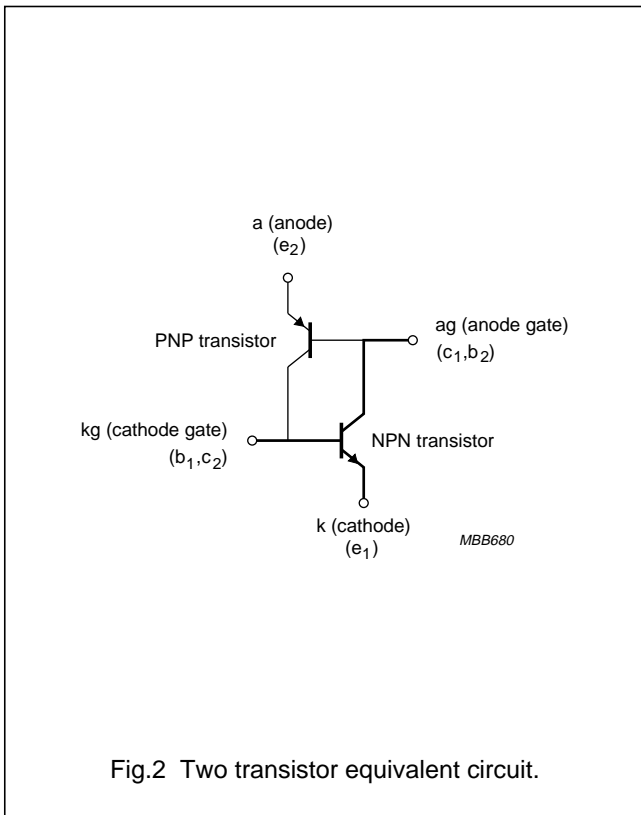 a (anode)
(e2)
PNP transistor
ag (anode gate)
(c1,b2)
kg (cathode gate)
(b1,c2)
NPN transistor
k (cathode)
(e1)
MBB680
Fig.2 Two transistor equivalent circuit.